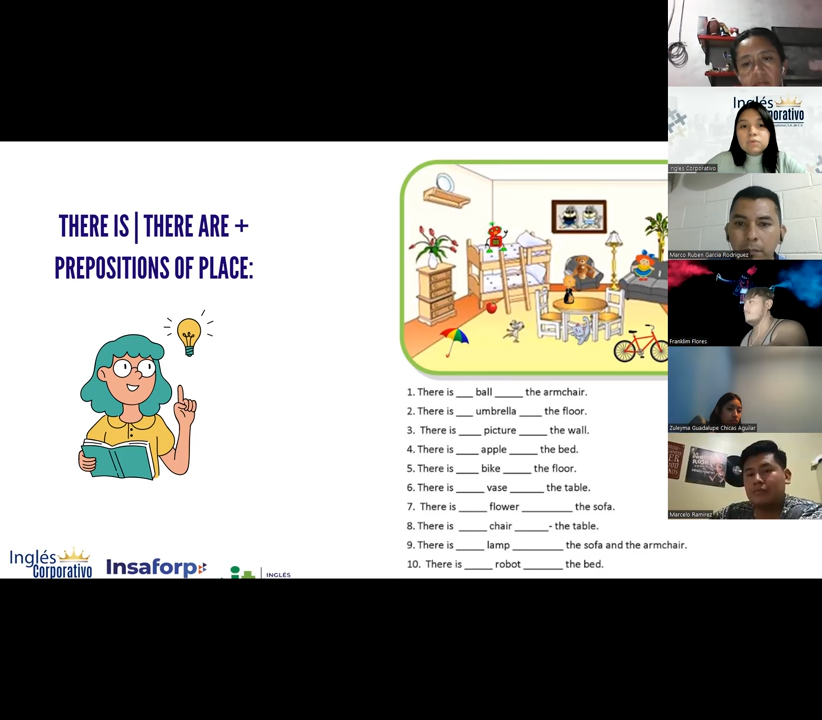 THERE IS | THERE ARE +
PREPOSITIONS OF PLACE:
1. There is ___ ball _____ the armchair.
2. There is ___ umbrella ____ the floor.
3. There is ____ picture _____ the wall.
4. There is ____ apple _____ the bed.
5. There is ____ bike _____ the floor.
6. There is _____ vase ______ the table.
7. There is _____ flower _________ the sofa.
8. There is _____ chair ______- the table.
9. There is _____ lamp _________ the sofa and the armchair.
10. There is _____ robot _______ the bed.
Inglés
Corporativo
Insaforp
INGLÉS
Inglés
Ingles Corporativo
Marco Ruben Garcia Rodriguez
Franklim Flores
Zuleyma Guadalupe Chicas Aguilar
Marcelo Ramirez